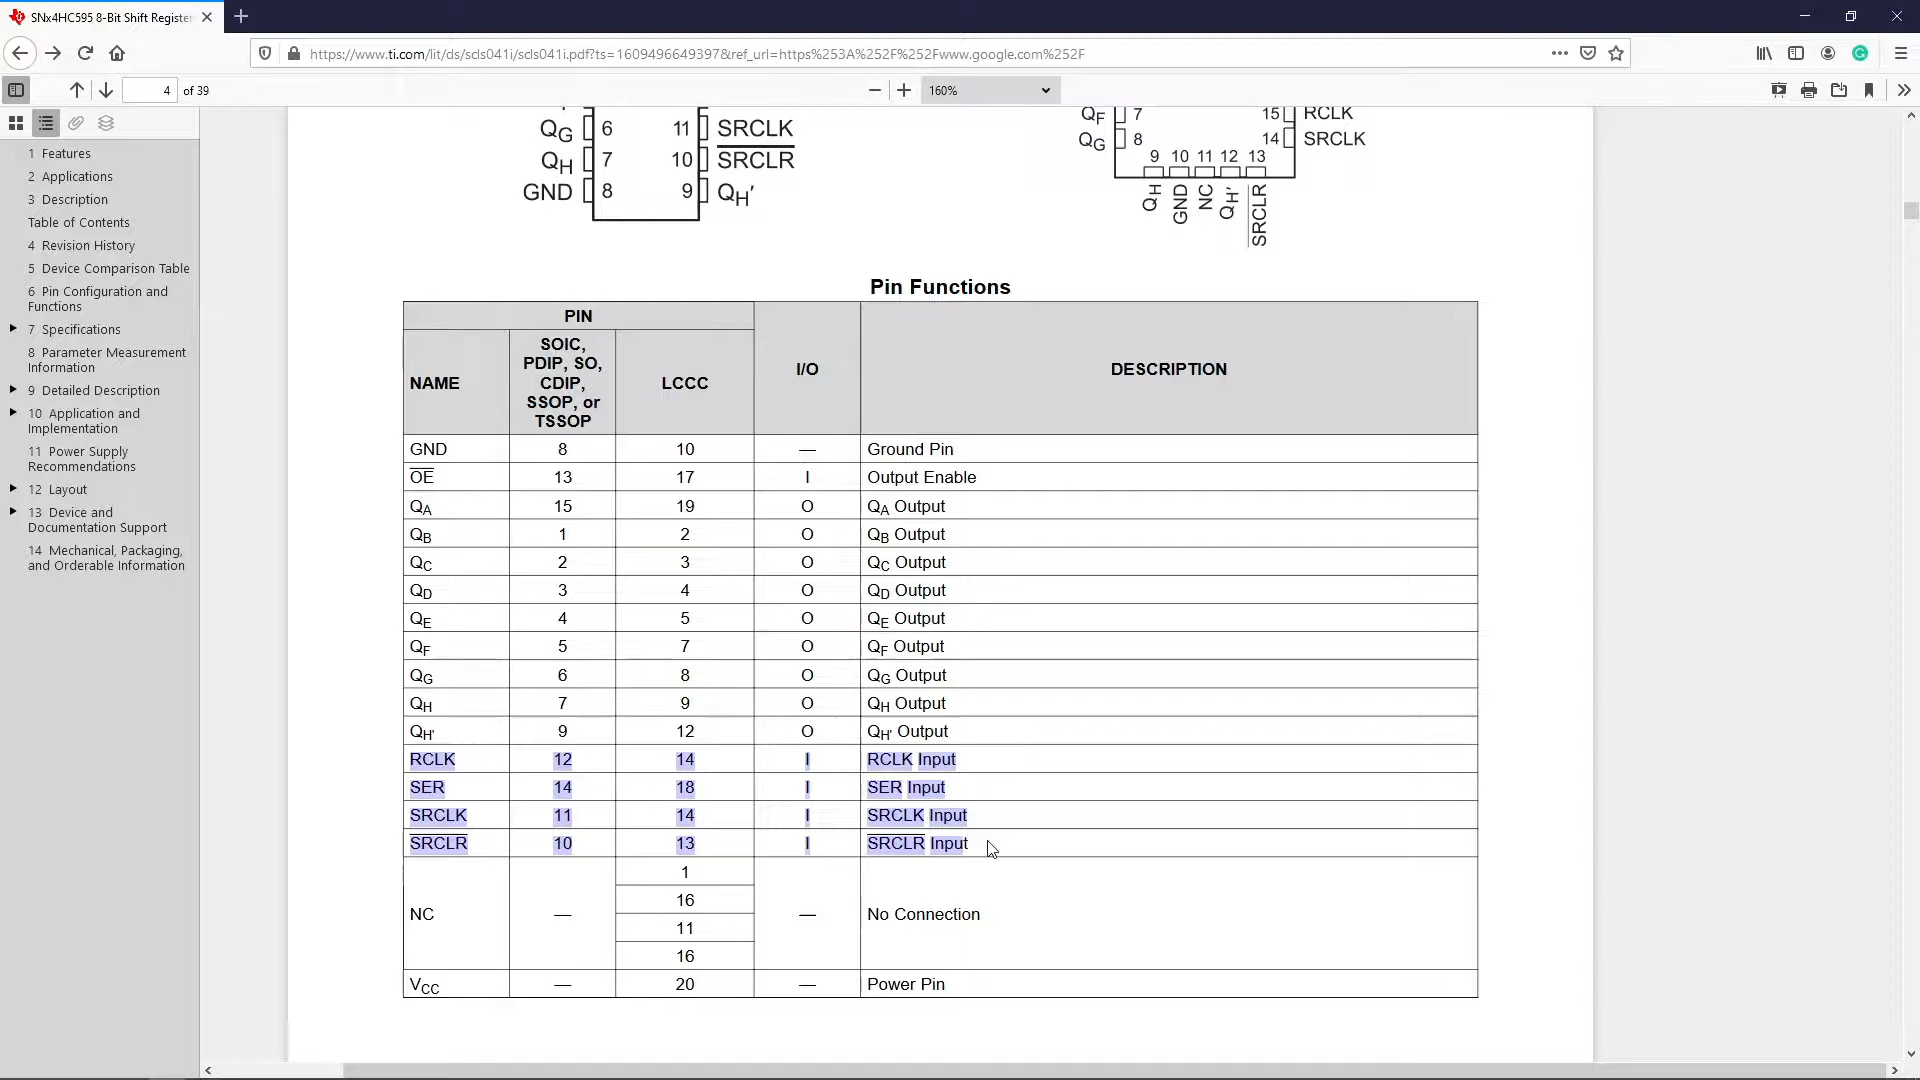 SNx4HC595 8-Bit Shift Register
https://www.ti.com/lit/ds/scls041i/scls041i.pdf?ts=1609496649397&ref_url=https%253A%252F%252Fwww.google.com%252F
4 of 39
160%
1 Features
2 Applications
3 Description
Table of Contents
4 Revision History
5 Device Comparison Table
6 Pin Configuration and
Functions
7 Specifications
8 Parameter Measurement
Information
9 Detailed Description
10 Application and
Implementation
11 Power Supply
Recommendations
12 Layout
13 Device and
Documentation Support
14 Mechanical, Packaging,
and Orderable Information
QG 6 11 SRCLK
QH 7 10 SRCLR
GND 8 9 QH′
QF 7 15 RCLK
QG 8 14 SRCLK
9 10 11 12 13
QH GND NC QH′ SRCLR
Pin Functions
PIN
NAME
SOIC,
PDIP, SO,
CDIP,
SSOP, or
TSSOP
LCCC
I/O
DESCRIPTION
GND 8 10 — Ground Pin
OE 13 17 I Output Enable
QA 15 19 O QA Output
QB 1 2 O QB Output
QC 2 3 O QC Output
QD 3 4 O QD Output
QE 4 5 O QE Output
QF 5 7 O QF Output
QG 6 8 O QG Output
QH 7 9 O QH Output
QH' 9 12 O QH' Output
RCLK 12 14 I RCLK Input
SER 14 18 I SER Input
SRCLK 11 14 I SRCLK Input
SRCLR 10 13 I SRCLR Input
NC — 1 — No Connection
16
11
16
VCC — 20 — Power Pin